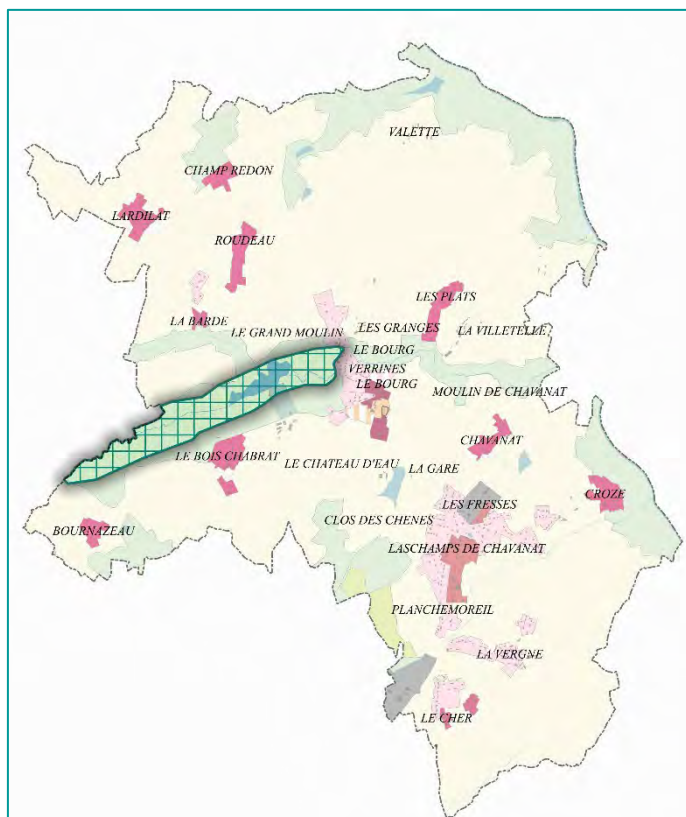 VALETTE
CHAMP REDON
LARDILAT
ROUDEAU
LES PLATS
LA BARDE
LE GRAND MOULIN
LES GRANGES
LA VILLETELLE
LE BOURG
VERRINES
LE BOURG
MOULIN DE CHAVANAT
CHAVANAT
LE BOIS CHABRAT
LE CHATEAU D'EAU
LA GARE
CROZE
LES FRESSES
BOURNAZEAU
CLOS DES CHENES
LASCHAMPS DE CHAVANAT
PLANCHEMOREIL
LA VERGNE
LE CHER